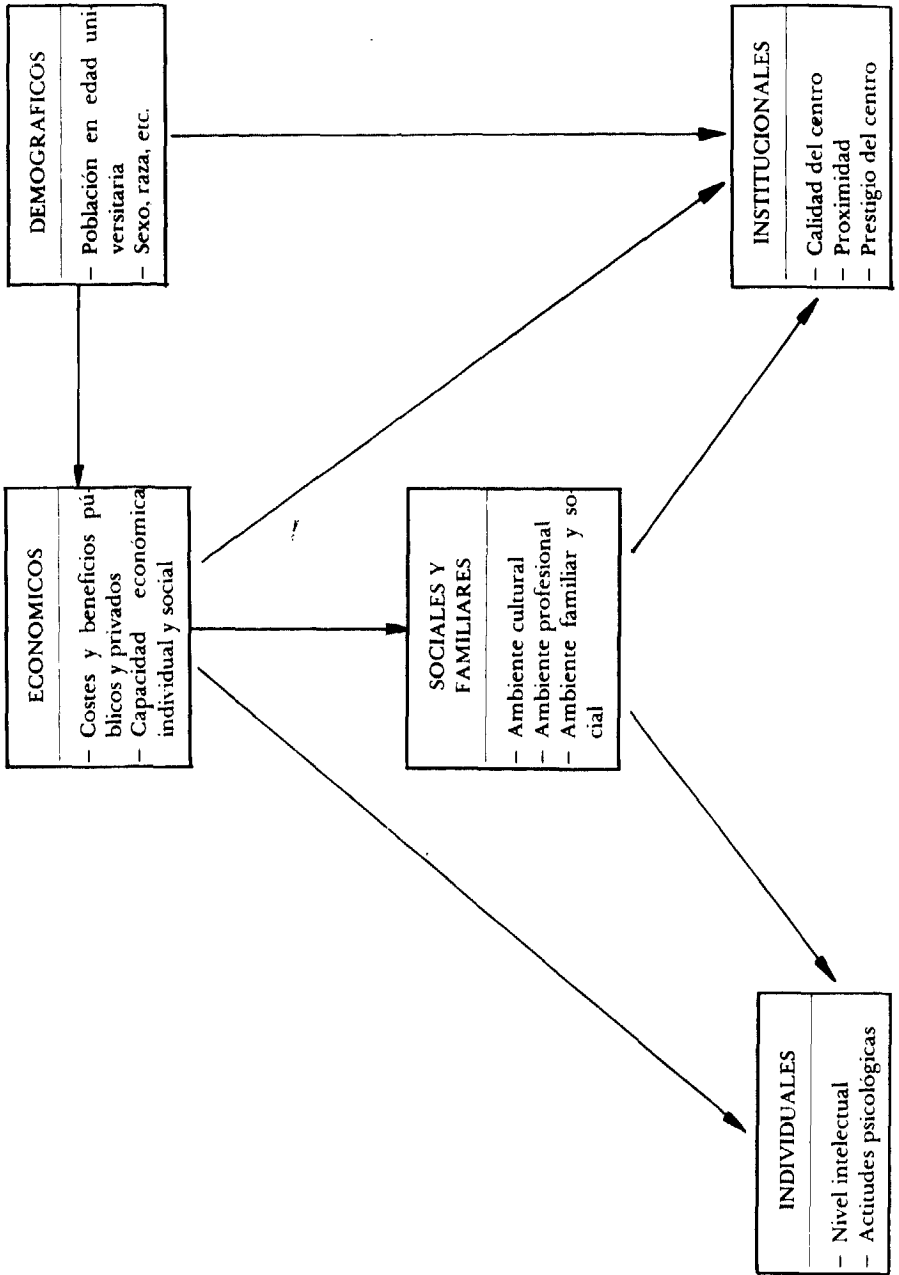 DEMOGRAFICOS
– Población en edad uni-
versitaria
– Sexo, raza, etc.
ECONOMICOS
– Costes y beneficios pú-
blicos y privados
– Capacidad económica
individual y social
SOCIALES Y
FAMILIARES
– Ambiente cultural
– Ambiente profesional
– Ambiente familiar y so-
cial
INSTITUCIONALES
– Calidad del centro
– Proximidad
– Prestigio del centro
INDIVIDUALES
– Nivel intelectual
– Actitudes psicológicas